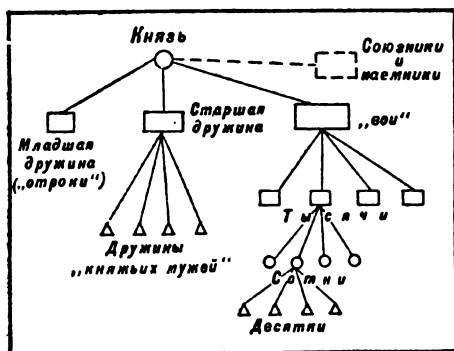 Князь
Союзники
и
наемники
Младшая
дружина
(„отроки“)
Старшая
дружина
„вои“
Тысячи
Дружины
„княжьих мужей“
Сотни
Десятки